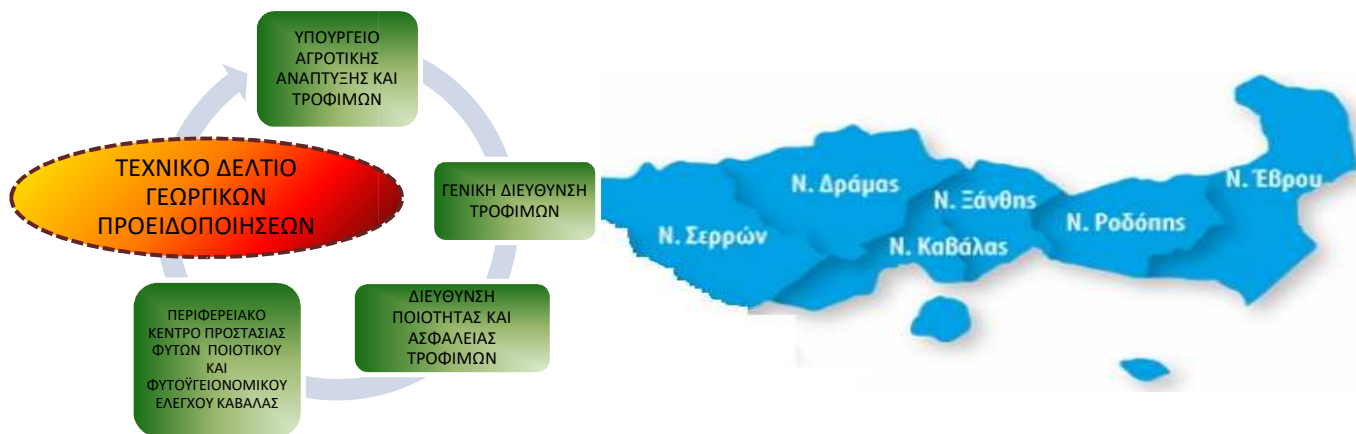 ΥΠΟΥΡΓΕΙΟ
ΑΓΡΟΤΙΚΗΣ
ΑΝΑΠΤΥΞΗΣ ΚΑΙ
ΤΡΟΦΙΜΩΝ
ΓΕΝΙΚΗ ΔΙΕΥΘΥΝΣΗ
ΤΡΟΦΙΜΩΝ
ΔΙΕΥΘΥΝΣΗ
ΠΟΙΟΤΗΤΑΣ ΚΑΙ
ΑΣΦΑΛΕΙΑΣ
ΤΡΟΦΙΜΩΝ
ΠΕΡΙΦΕΡΕΙΑΚΟ
ΚΕΝΤΡΟ ΠΡΟΣΤΑΣΙΑΣ
ΦΥΤΩΝ ΠΟΙΟΤΙΚΟΥ
ΚΑΙ
ΦΥΤΟΫΓΕΙΟΝΟΜΙΚΟΥ
ΕΛΕΓΧΟΥ ΚΑΒΑΛΑΣ
ΤΕΧΝΙΚΟ ΔΕΛΤΙΟ
ΓΕΩΡΓΙΚΩΝ
ΠΡΟΕΙΔΟΠΟΙΗΣΕΩΝ
Ν. Σερρών
Ν. Δράμας
Ν. Καβάλας
Ν. Ξάνθης
Ν. Ροδόπης
Ν. Έβρου